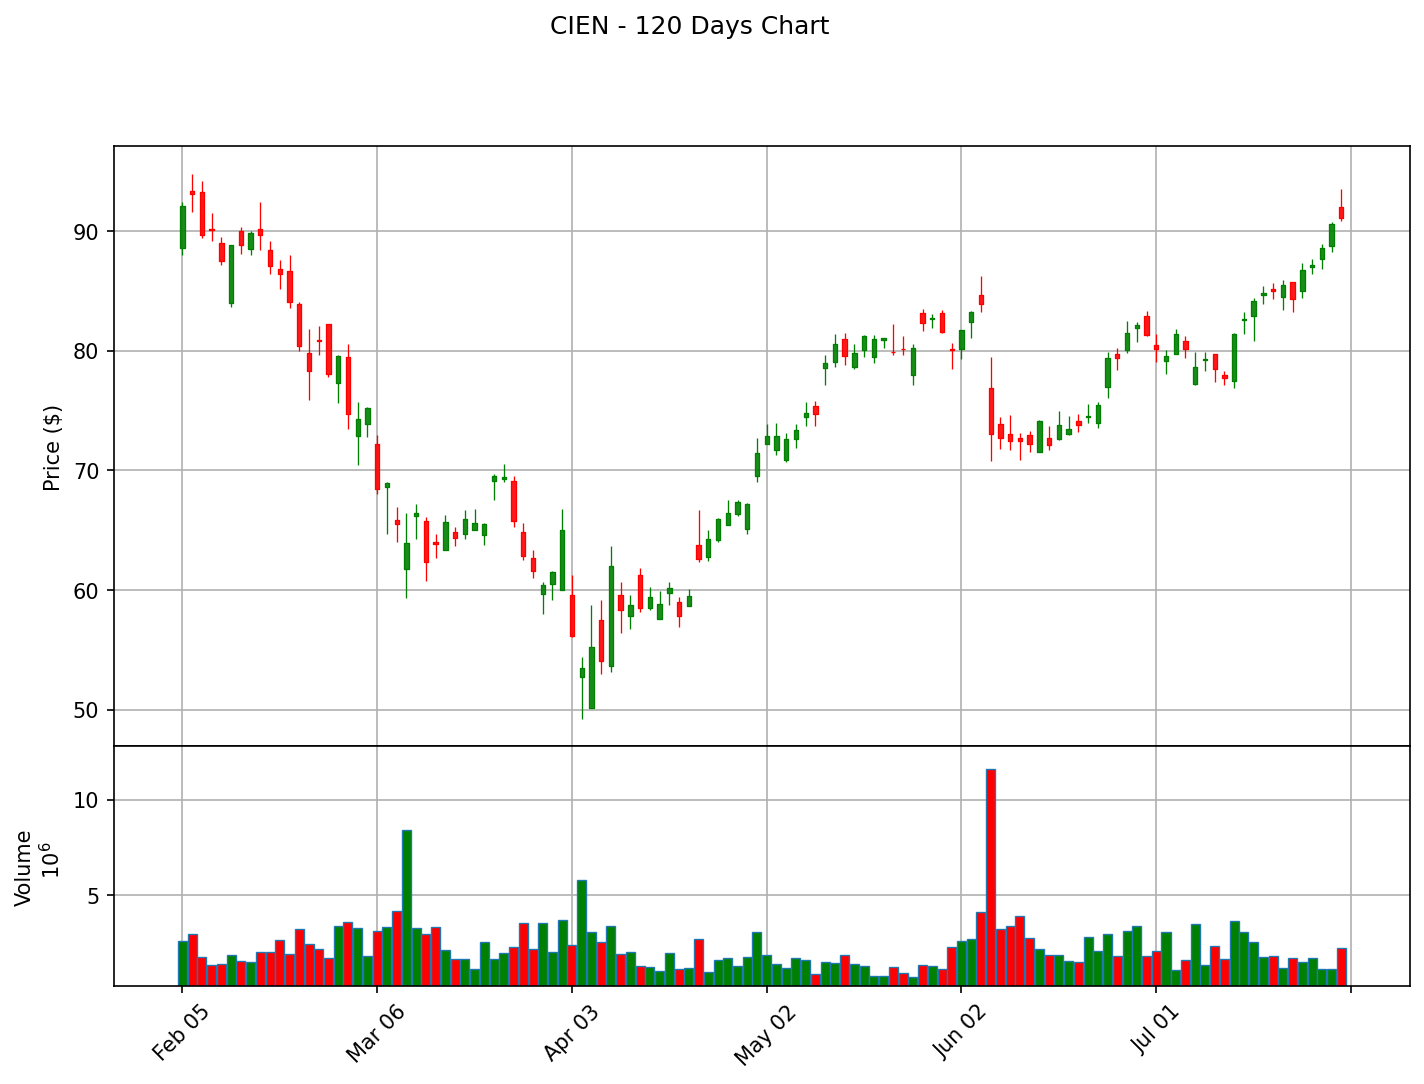 CIEN - 120 Days Chart
90
80
70
60
50
Price ($)
10
5
Volume
10⁶
Feb 05
Mar 06
Apr 03
May 02
Jun 02
Jul 01